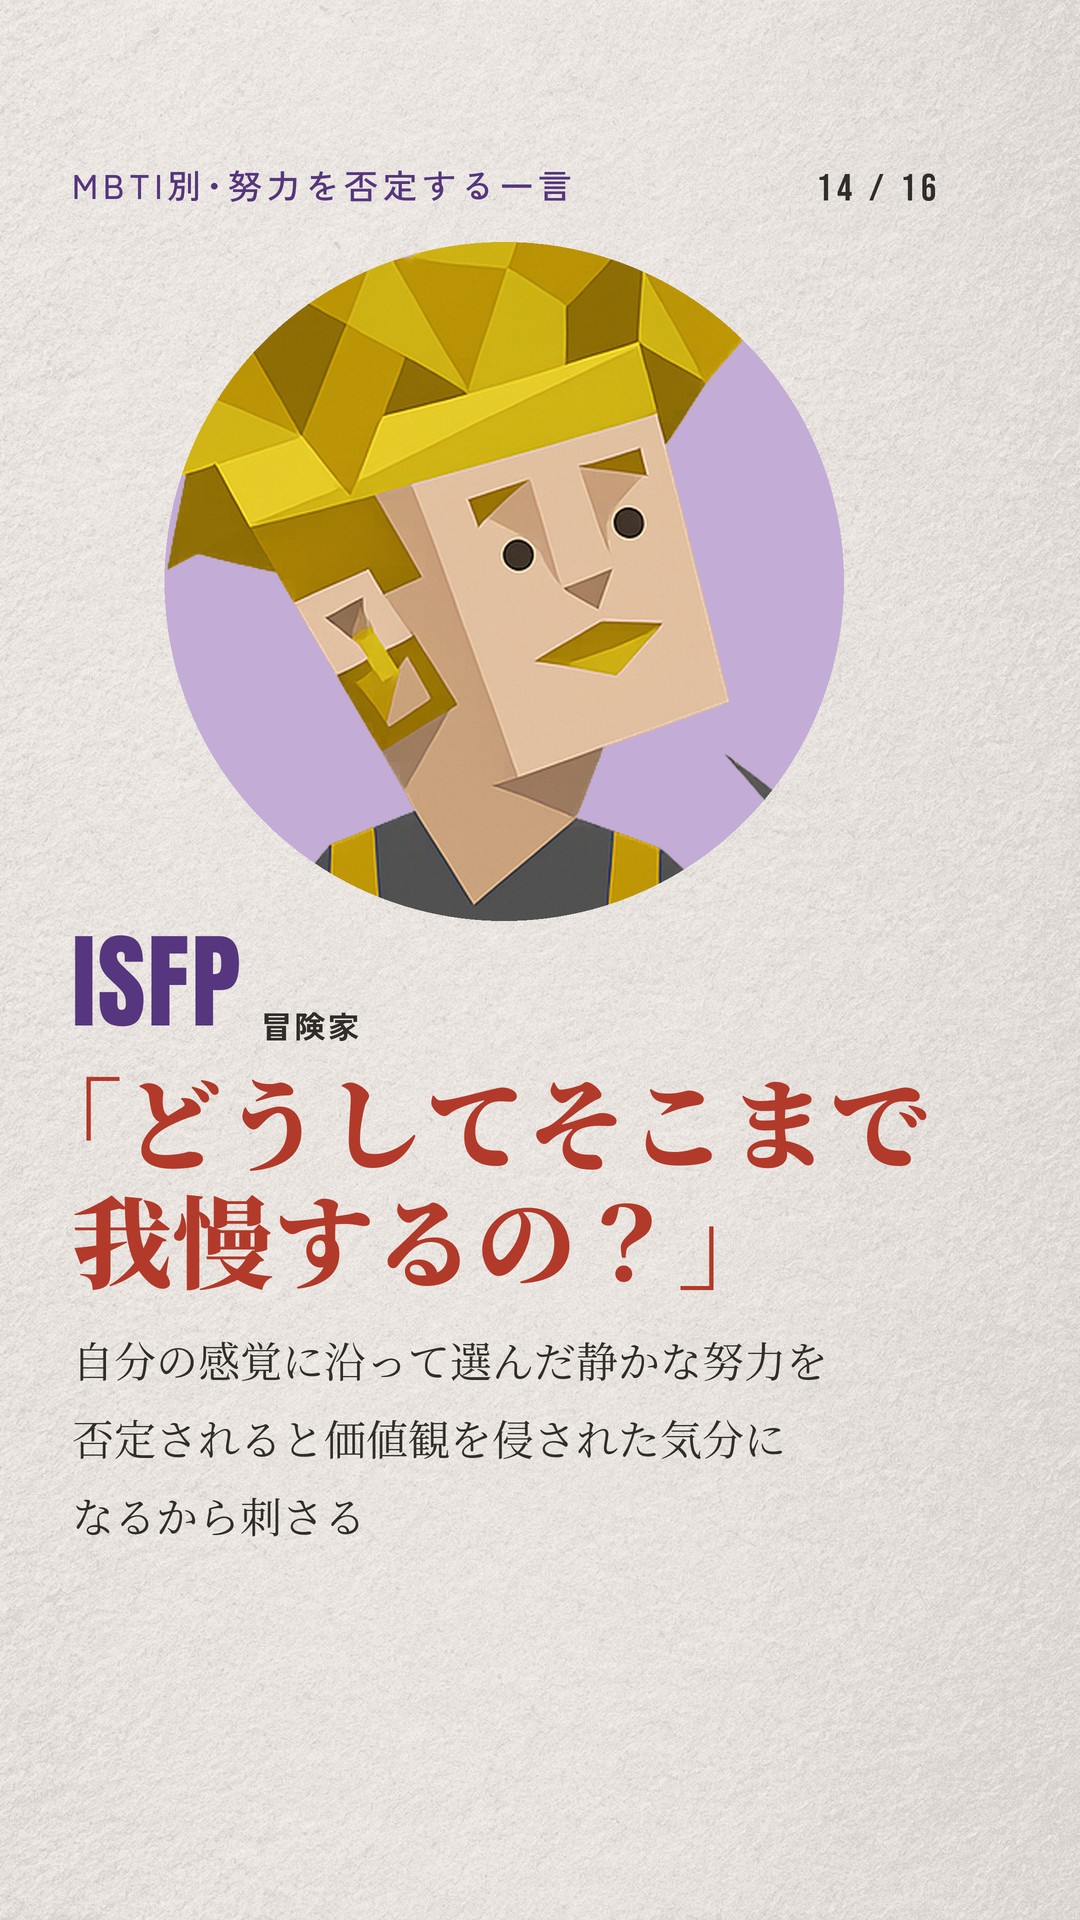 MBTI別・努力を否定する一言
14 / 16
ISFP
冒険家
「どうしてそこまで
我慢するの？」
自分の感覚に沿って選んだ静かな努力を
否定されると価値観を侵された気分に
なるから刺さる